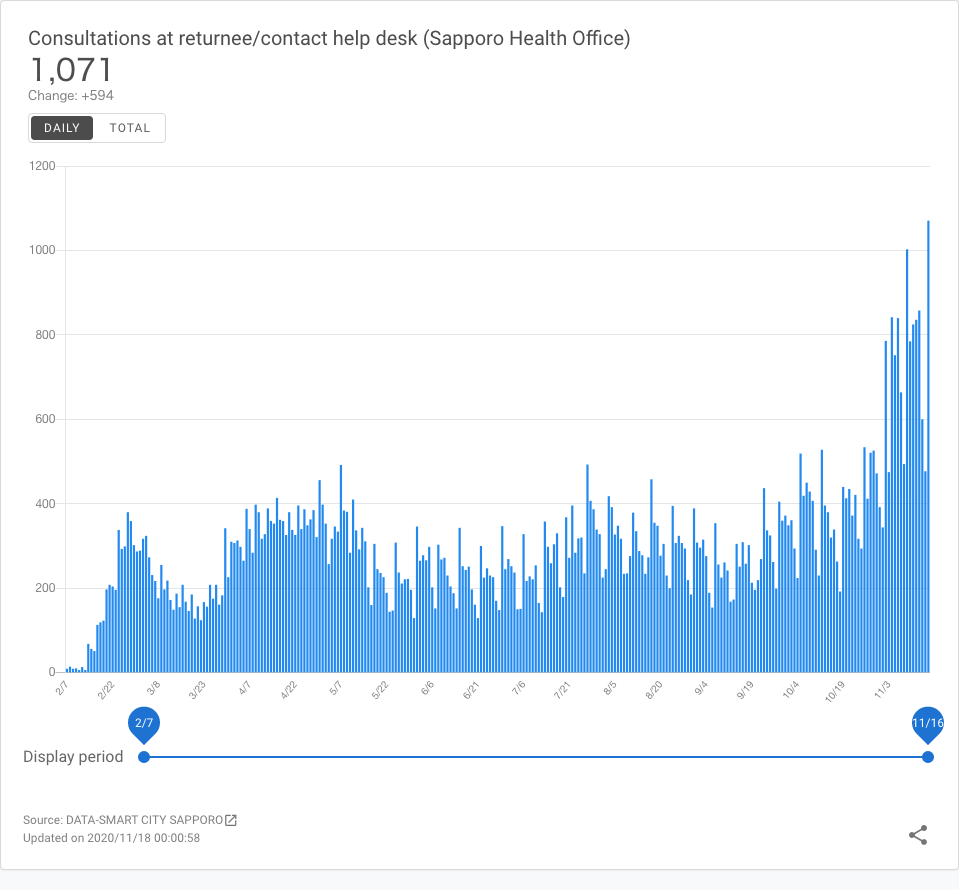 Consultations at returnee/contact help desk (Sapporo Health Office)
1,071
Change: +594
DAILY TOTAL
1200
1000
800
600
400
200
0
2/7 2/22 3/8 3/23 4/7 4/22 5/7 5/22 6/6 6/21 7/6 7/21 8/5 8/20 9/4 9/19 10/4 10/19 11/3
2/7 11/16
Display period
Source: DATA-SMART CITY SAPPORO
Updated on 2020/11/18 00:00:58